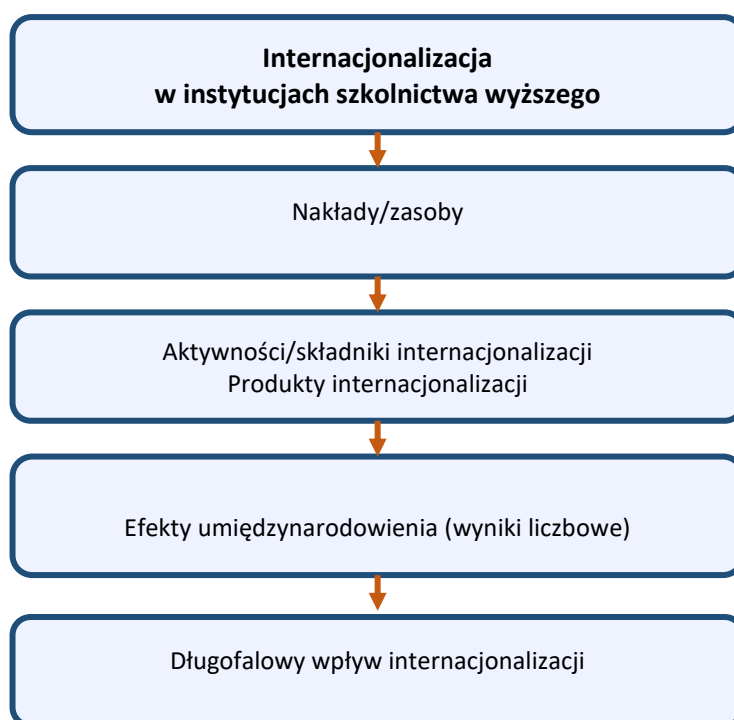 Internacjonalizacja
w instytucjach szkolnictwa wyższego
Nakłady/zasoby
Aktywności/składniki internacjonalizacji
Produkty internacjonalizacji
Efekty umiędzynarodowienia (wyniki liczbowe)
Długofalowy wpływ internacjonalizacji